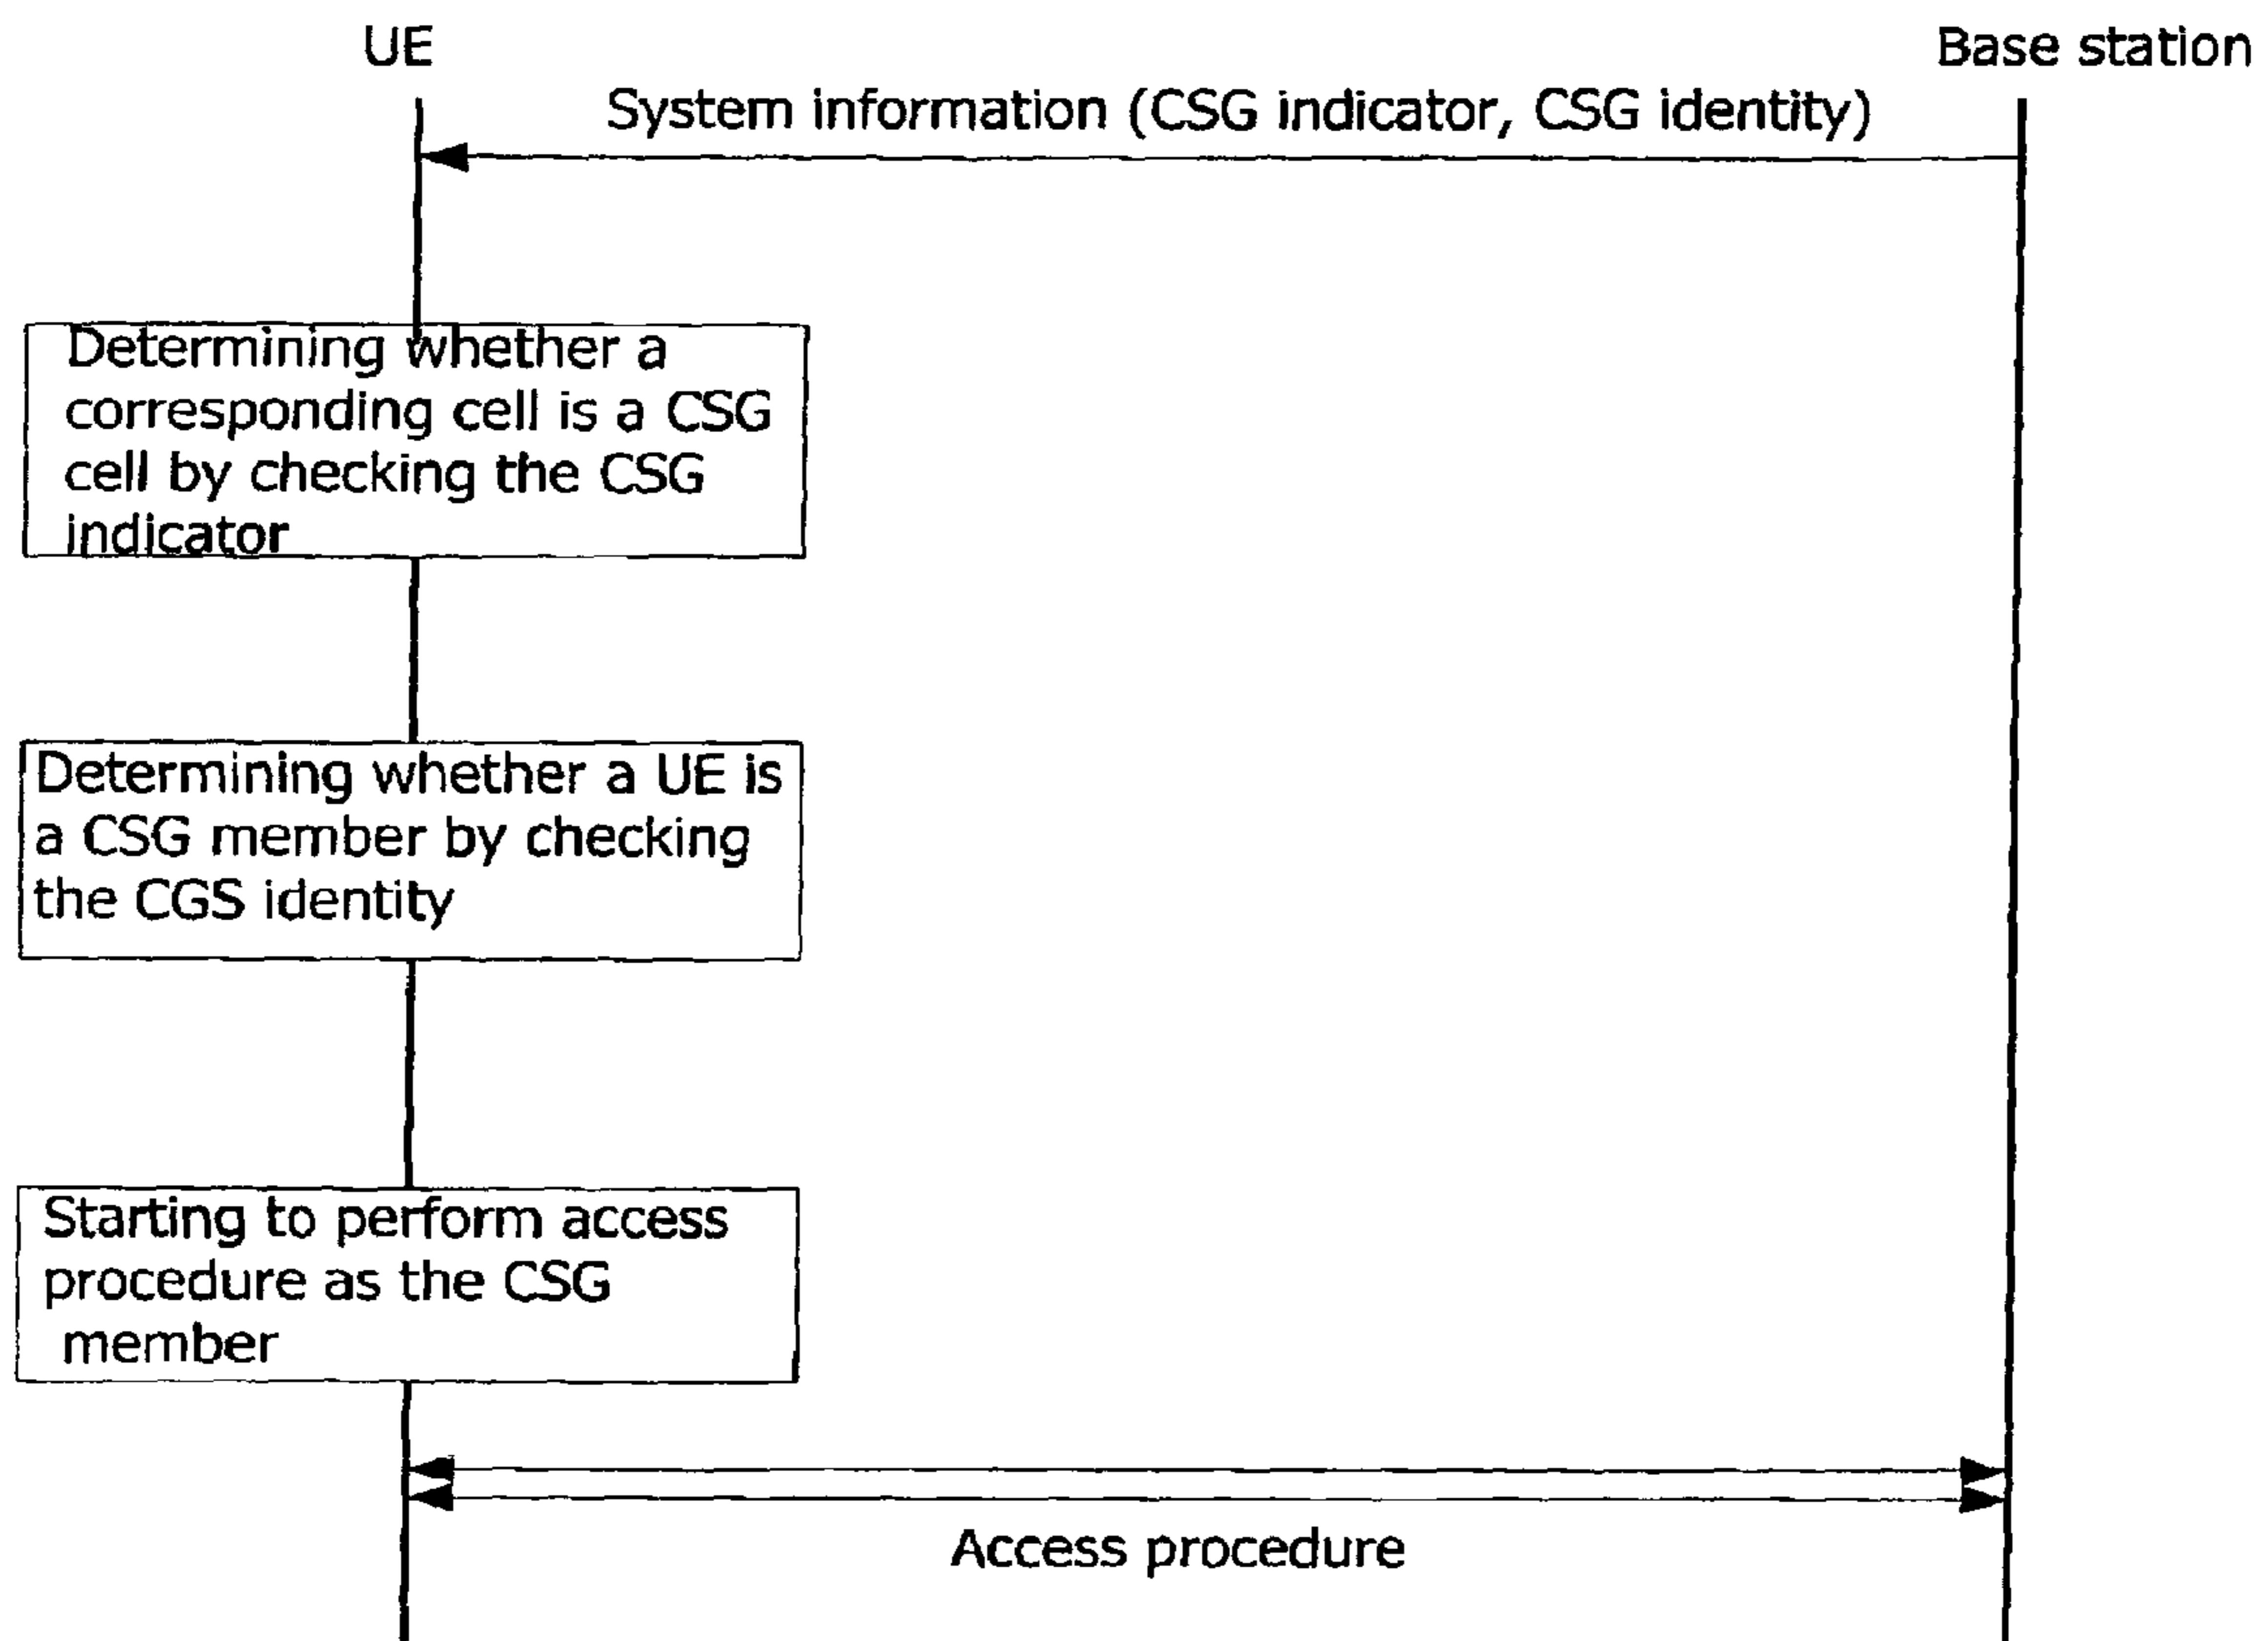 UE
Base station
System information (CSG indicator, CSG identity)
Determining whether a
corresponding cell is a CSG
cell by checking the CSG
indicator
Determining whether a UE is
a CSG member by checking
the CGS identity
Starting to perform access
procedure as the CSG
member
Access procedure